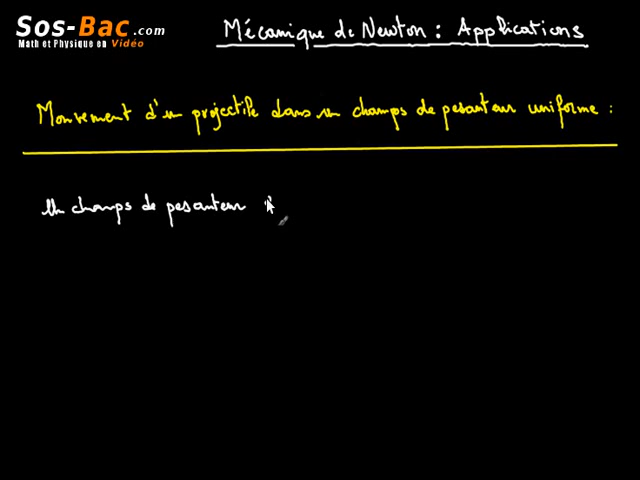 Sos-Bac.com
Math et Physique en Vidéo
Mécanique de Newton : Applications
Mouvement d'un projectile dans un champs de pesanteur uniforme :
Un champs de pesanteur